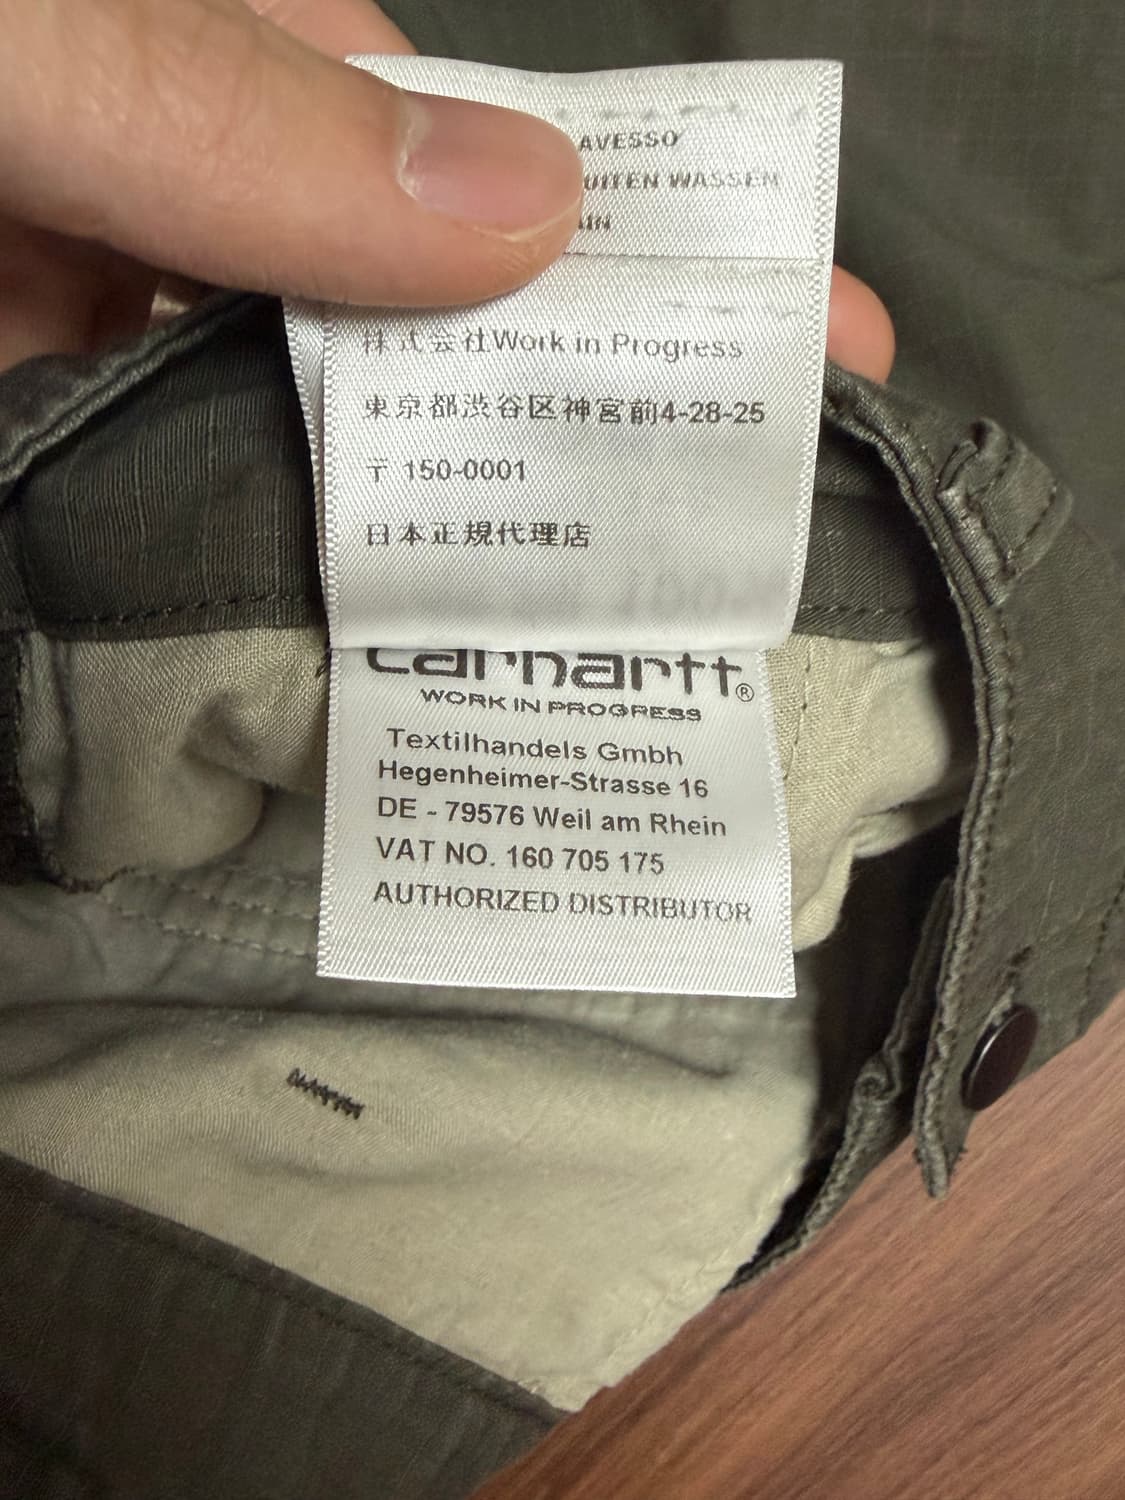 AVESSO
WASSEN
株式会社Work in Progress
東京都渋谷区神宮前4-28-25
〒 150-0001
日本正規代理店
carhartt®
WORK IN PROGRESS
Textilhandels Gmbh
Hegenheimer-Strasse 16
DE - 79576 Weil am Rhein
VAT NO. 160 705 175
AUTHORIZED DISTRIBUTOR